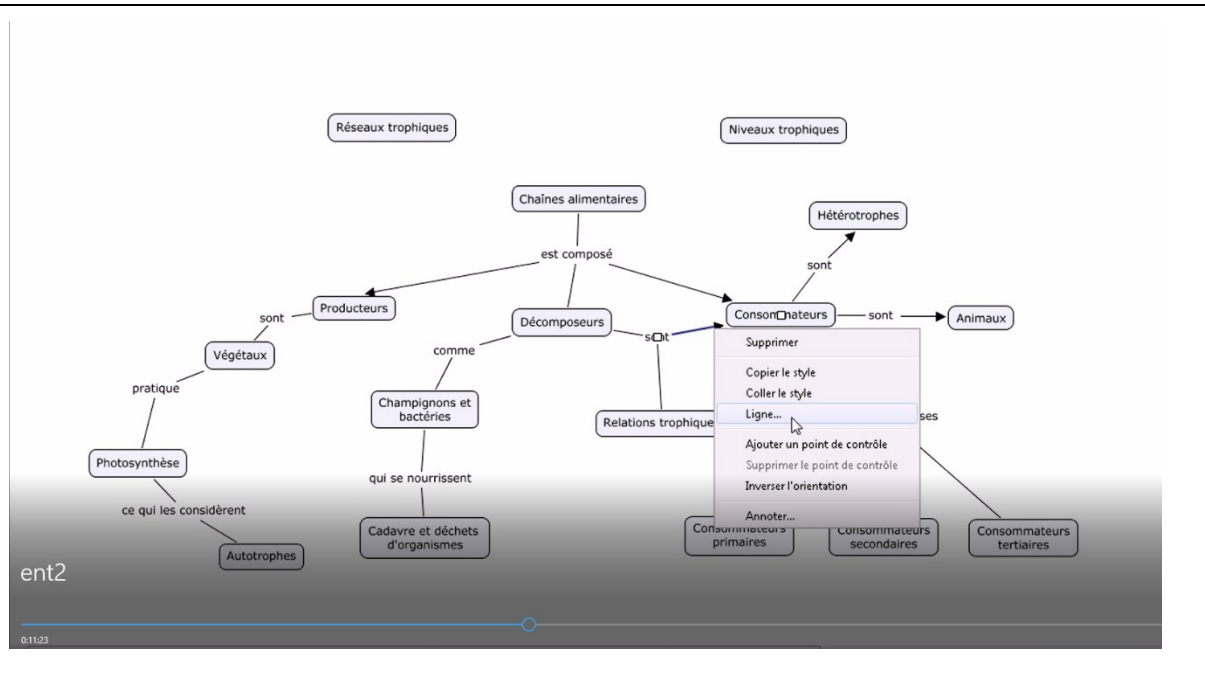 Réseaux trophiques
Niveaux trophiques
Chaînes alimentaires
Hétérotrophes
est composé
sont
Producteurs
Consommateurs
sont
Animaux
sont
Décomposeurs
sont
Supprimer
Végétaux
comme
Copier le style
pratique
Coller le style
Champignons et
bactéries
Ligne...
Relations trophique
ses
Ajouter un point de contrôle
Photosynthèse
Supprimer le point de contrôle
qui se nourrissent
Inverser l'orientation
ce qui les considèrent
Annoter...
Cadavre et déchets
d'organismes
Consommateurs
primaires
Consommateurs
secondaires
Consommateurs
tertiaires
Autotrophes
ent2
0:11:23